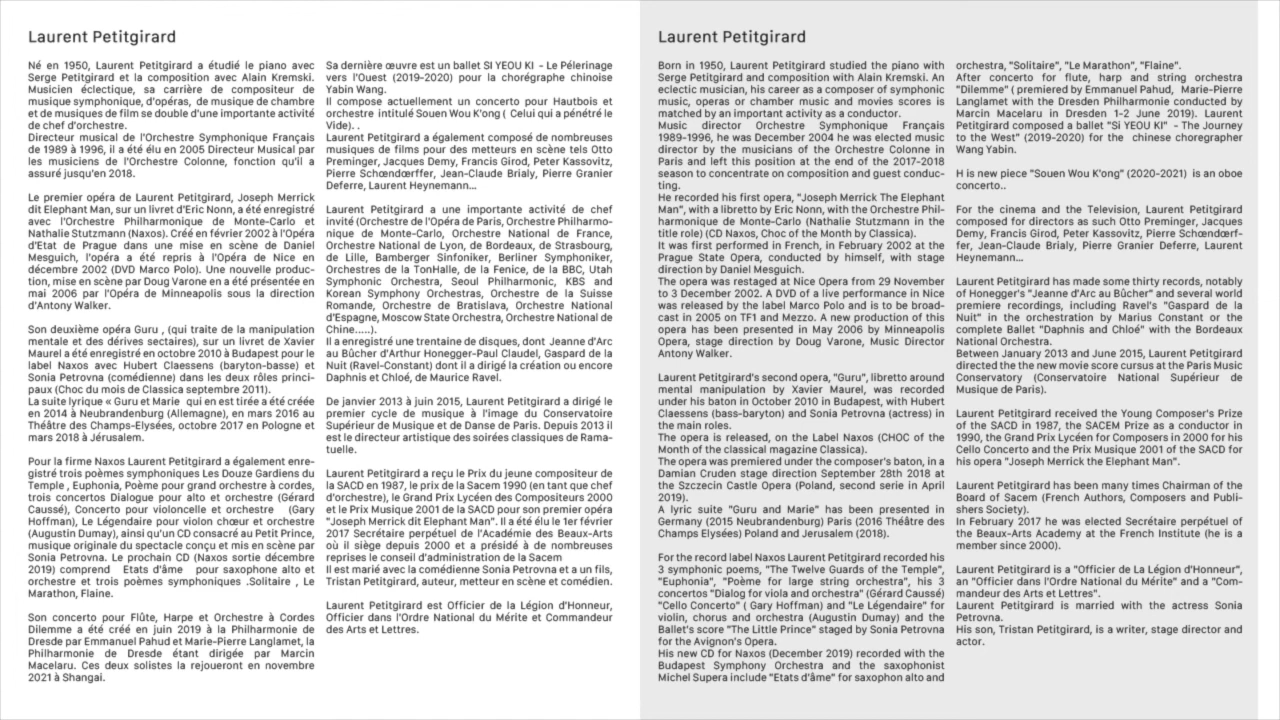 Laurent Petitgirard
Né en 1950, Laurent Petitgirard a étudié le piano avec
Serge Petitgirard et la composition avec Alain Kremski.
Musicien éclectique, sa carrière de compositeur de
musique symphonique, d'opéras, de musique de chambre
et de musiques de film se double d'une importante activité
de chef d'orchestre.
Directeur musical de l'Orchestre Symphonique Français
de 1989 à 1996, il a été élu en 2005 Directeur Musical par
les musiciens de l'Orchestre Colonne, fonction qu'il a
assuré jusqu'en 2018.
Le premier opéra de Laurent Petitgirard, Joseph Merrick
dit Elephant Man, sur un livret d'Eric Nonn, a été enregistré
avec l'Orchestre Philharmonique de Monte-Carlo et
Nathalie Stutzmann (Naxos). Créé en février 2002 à l'Opéra
d'Etat de Prague dans une mise en scène de Daniel
Mesguich, l'opéra a été repris à l'Opéra de Nice en
décembre 2002 (DVD Marco Polo). Une nouvelle produc-
tion, mise en scène par Doug Varone en a été présentée en
mai 2006 par l'Opéra de Minneapolis sous la direction
d'Antony Walker.
Son deuxième opéra Guru , (qui traite de la manipulation
mentale et des dérives sectaires), sur un livret de Xavier
Maurel a été enregistré en octobre 2010 à Budapest pour le
label Naxos avec Hubert Claessens (baryton-basse) et
Sonia Petrovna (comédienne) dans les deux rôles princi-
paux (Choc du mois de Classica septembre 2011).
La suite lyrique « Guru et Marie  qui en est tirée a été créée
en 2014 à Neubrandenburg (Allemagne), en mars 2016 au
Théâtre des Champs-Elysées, octobre 2017 en Pologne et
mars 2018 à Jérusalem.
Pour la firme Naxos Laurent Petitgirard a également enre-
gistré trois poèmes symphoniques Les Douze Gardiens du
Temple , Euphonia, Poème pour grand orchestre à cordes,
trois concertos Dialogue pour alto et orchestre (Gérard
Caussé), Concerto pour violoncelle et orchestre (Gary
Hoffman), Le Légendaire pour violon chœur et orchestre
(Augustin Dumay), ainsi qu'un CD consacré au Petit Prince,
musique originale du spectacle conçu et mis en scène par
Sonia Petrovna. Le prochain CD (Naxos sortie décembre
2019) comprend  Etats d'âme  pour saxophone alto et
orchestre et trois poèmes symphoniques .Solitaire , Le
Marathon, Flaine.
Son concerto pour Flûte, Harpe et Orchestre à Cordes
Dilemme a été créé en juin 2019 à la Philharmonie de
Dresde par Emmanuel Pahud et Marie-Pierre Langlamet, la
Philharmonie de Dresde étant dirigée par Marcin
Macelaru. Ces deux solistes la rejoueront en novembre
2021 à Shangai.
Sa dernière œuvre est un ballet SI YEOU KI  - Le Pélerinage
vers l'Ouest (2019-2020) pour la chorégraphe chinoise
Yabin Wang.
Il compose actuellement un concerto pour Hautbois et
orchestre intitulé Souen Wou K'ong ( Celui qui a pénétré le
Vide). .
Laurent Petitgirard a également composé de nombreuses
musiques de films pour des metteurs en scène tels Otto
Preminger, Jacques Demy, Francis Girod, Peter Kassovitz,
Pierre Schœndœrffer, Jean-Claude Brialy, Pierre Granier
Deferre, Laurent Heynemann...
Laurent Petitgirard a une importante activité de chef
invité (Orchestre de l'Opéra de Paris, Orchestre Philharmo-
nique de Monte-Carlo, Orchestre National de France,
Orchestre National de Lyon, de Bordeaux, de Strasbourg,
de Lille, Bamberger Sinfoniker, Berliner Symphoniker,
Orchestres de la TonHalle, de la Fenice, de la BBC, Utah
Symphonic Orchestra, Seoul Philharmonic, KBS and
Korean Symphony Orchestras, Orchestre de la Suisse
Romande, Orchestre de Bratislava, Orchestre National
d'Espagne, Moscow State Orchestra, Orchestre National de
Chine.....).
Il a enregistré une trentaine de disques, dont Jeanne d'Arc
au Bûcher d'Arthur Honegger-Paul Claudel, Gaspard de la
Nuit (Ravel-Constant) dont il a dirigé la création ou encore
Daphnis et Chloé, de Maurice Ravel.
De janvier 2013 à juin 2015, Laurent Petitgirard a dirigé le
premier cycle de musique à l'image du Conservatoire
Supérieur de Musique et de Danse de Paris. Depuis 2013 il
est le directeur artistique des soirées classiques de Rama-
tuelle.
Laurent Petitgirard a reçu le Prix du jeune compositeur de
la SACD en 1987, le prix de la Sacem 1990 (en tant que chef
d'orchestre), le Grand Prix Lycéen des Compositeurs 2000
et le Prix Musique 2001 de la SACD pour son premier opéra
"Joseph Merrick dit Elephant Man". Il a été élu le 1er février
2017 Secrétaire perpétuel de l'Académie des Beaux-Arts
où il siège depuis 2000 et a présidé à de nombreuses
reprises le conseil d'administration de la Sacem
Il est marié avec la comédienne Sonia Petrovna et a un fils,
Tristan Petitgirard, auteur, metteur en scène et comédien.
Laurent Petitgirard est Officier de la Légion d'Honneur,
Officier dans l'Ordre National du Mérite et Commandeur
des Arts et Lettres.
Laurent Petitgirard
Born in 1950, Laurent Petitgirard studied the piano with
Serge Petitgirard and composition with Alain Kremski. An
eclectic musician, his career as a composer of symphonic
music, operas or chamber music and movies scores is
matched by an important activity as a conductor.
Music director Orchestre Symphonique Français
1989-1996, he was December 2004 he was elected music
director by the musicians of the Orchestre Colonne in
Paris and left this position at the end of the 2017-2018
season to concentrate on composition and guest conduc-
ting.
He recorded his first opera, "Joseph Merrick The Elephant
Man", with a libretto by Eric Nonn, with the Orchestre Phil-
harmonique de Monte-Carlo (Nathalie Stutzmann in the
title role) (CD Naxos, Choc of the Month by Classica).
It was first performed in French, in February 2002 at the
Prague State Opera, conducted by himself, with stage
direction by Daniel Mesguich.
The opera was restaged at Nice Opera from 29 November
to 3 December 2002. A DVD of a live performance in Nice
was released by the label Marco Polo and is to be broad-
cast in 2005 on TF1 and Mezzo. A new production of this
opera has been presented in May 2006 by Minneapolis
Opera, stage direction by Doug Varone, Music Director
Antony Walker.
Laurent Petitgirard's second opera, "Guru", libretto around
mental manipulation by Xavier Maurel, was recorded
under his baton in October 2010 in Budapest, with Hubert
Claessens (bass-baryton) and Sonia Petrovna (actress) in
the main roles.
The opera is released, on the Label Naxos (CHOC of the
Month of the classical magazine Classica).
The opera was premiered under the composer's baton, in a
Damian Cruden stage direction September 28th 2018 at
the Szczecin Castle Opera (Poland, second serie in April
2019).
A lyric suite "Guru and Marie" has been presented in
Germany (2015 Neubrandenburg) Paris (2016 Théâtre des
Champs Elysées) Poland and Jerusalem (2018).
For the record label Naxos Laurent Petitgirard recorded his
3 symphonic poems, "The Twelve Guards of the Temple",
"Euphonia", "Poème for large string orchestra", his 3
concertos "Dialog for viola and orchestra" (Gérard Caussé)
"Cello Concerto" ( Gary Hoffman) and "Le Légendaire" for
violin, chorus and orchestra (Augustin Dumay) and the
Ballet's score "The Little Prince" staged by Sonia Petrovna
for the Avignon's Opera.
His new CD for Naxos (December 2019) recorded with the
Budapest Symphony Orchestra and the saxophonist
Michel Supera include "Etats d'âme" for saxophon alto and
orchestra, "Solitaire", "Le Marathon", "Flaine".
After concerto for flute, harp and string orchestra
"Dilemme" ( premiered by Emmanuel Pahud, Marie-Pierre
Langlamet with the Dresden Philharmonie conducted by
Marcin Macelaru in Dresden 1-2 June 2019). Laurent
Petitgirard composed a ballet "Si YEOU KI"  - The Journey
to the West" (2019-2020) for the  chinese choregrapher
Wang Yabin.
H is new piece "Souen Wou K'ong" (2020-2021)  is an oboe
concerto..
For the cinema and the Television, Laurent Petitgirard
composed for directors as such Otto Preminger, Jacques
Demy, Francis Girod, Peter Kassovitz, Pierre Schœndœrf-
fer, Jean-Claude Brialy, Pierre Granier Deferre, Laurent
Heynemann...
Laurent Petitgirard has made some thirty records, notably
of Honegger's "Jeanne d'Arc au Bûcher" and several world
premiere recordings, including Ravel's "Gaspard de la
Nuit" in the orchestration by Marius Constant or the
complete Ballet "Daphnis and Chloé" with the Bordeaux
National Orchestra.
Between January 2013 and June 2015, Laurent Petitgirard
directed the the new movie score cursus at the Paris Music
Conservatory (Conservatoire National Supérieur de
Musique de Paris).
Laurent Petitgirard received the Young Composer's Prize
of the SACD in 1987, the SACEM Prize as a conductor in
1990, the Grand Prix Lycéen for Composers in 2000 for his
Cello Concerto and the Prix Musique 2001 of the SACD for
his opera "Joseph Merrick the Elephant Man".
Laurent Petitgirard has been many times Chairman of the
Board of Sacem (French Authors, Composers and Publi-
shers Society).
In February 2017 he was elected Secrétaire perpétuel of
the Beaux-Arts Academy at the French Institute (he is a
member since 2000).
Laurent Petitgirard is a "Officier de La Légion d'Honneur",
an "Officier dans l'Ordre National du Mérite" and a "Com-
mandeur des Arts et Lettres".
Laurent Petitgirard is married with the actress Sonia
Petrovna.
His son, Tristan Petitgirard, is a writer, stage director and
actor.